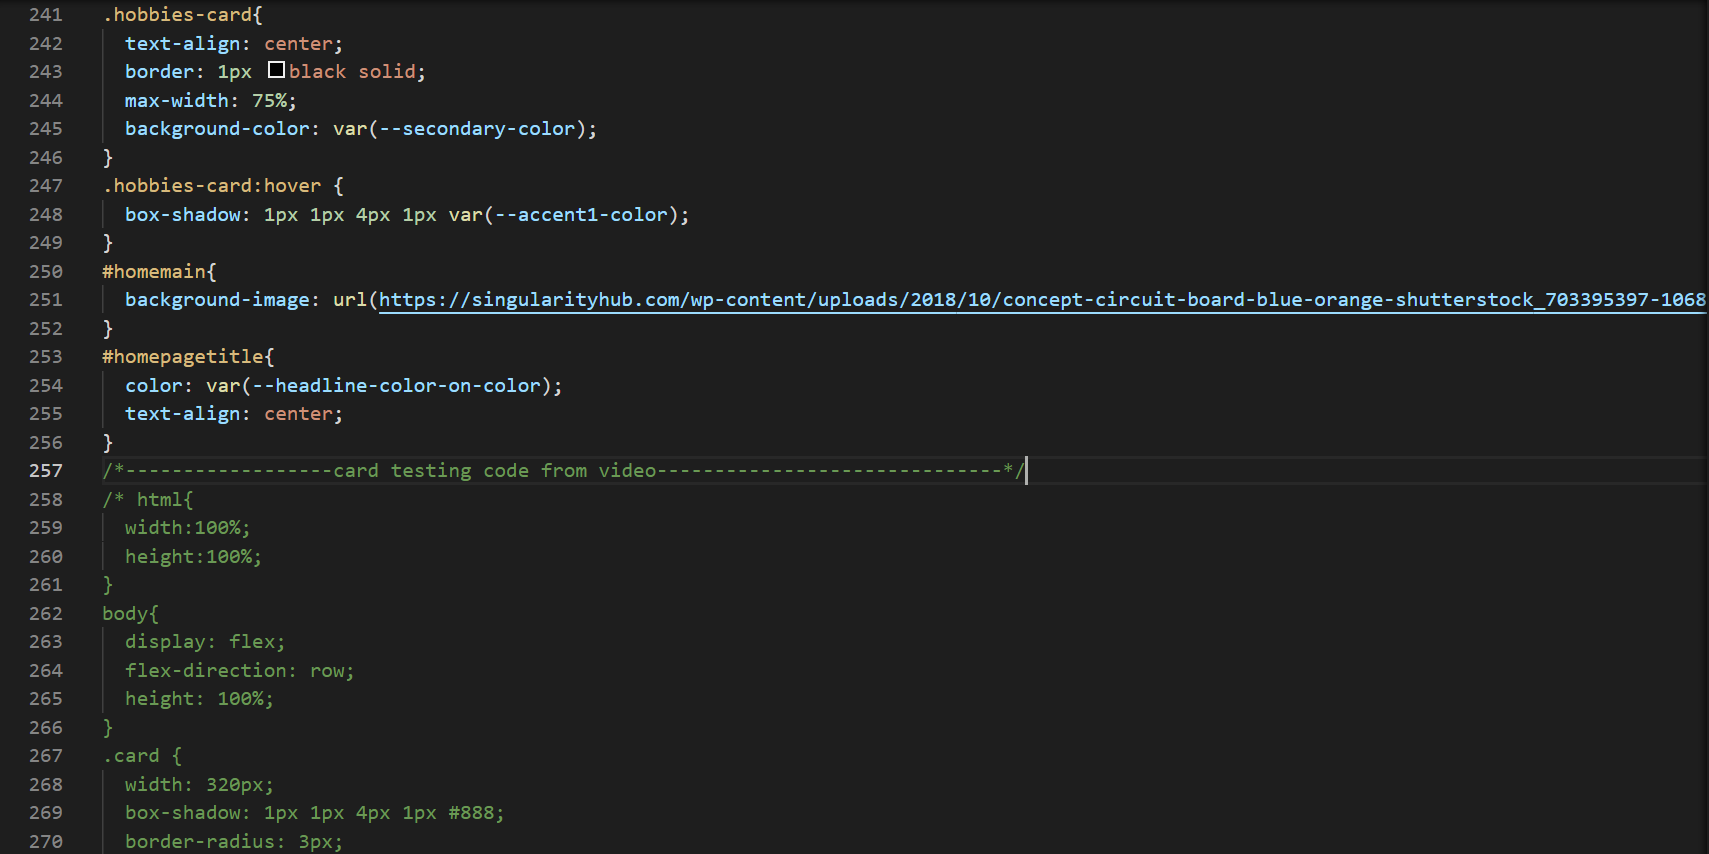 241 .hobbies-card{
242 text-align: center;
243 border: 1px black solid;
244 max-width: 75%;
245 background-color: var(--secondary-color);
246 }
247 .hobbies-card:hover {
248 box-shadow: 1px 1px 4px 1px var(--accent1-color);
249 }
250 #homemain{
251 background-image: url(https://singularityhub.com/wp-content/uploads/2018/10/concept-circuit-board-blue-orange-shutterstock_703395397-1068
252 }
253 #homepagetitle{
254 color: var(--headline-color-on-color);
255 text-align: center;
256 }
257 /*------------------card testing code from video------------------------------*/
258 /* html{
259 width:100%;
260 height:100%;
261 }
262 body{
263 display: flex;
264 flex-direction: row;
265 height: 100%;
266 }
267 .card {
268 width: 320px;
269 box-shadow: 1px 1px 4px 1px #888;
270 border-radius: 3px;